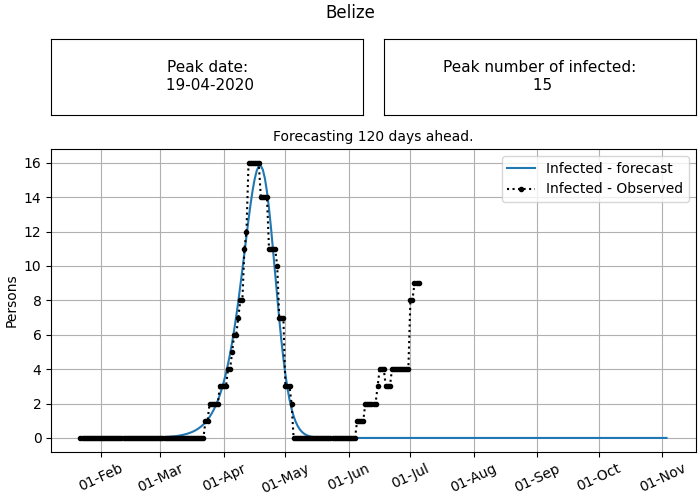 Belize
Peak date:
19-04-2020
Peak number of infected:
15
Forecasting 120 days ahead.
Infected - forecast
Infected - Observed
Persons
16
14
12
10
8
6
4
2
0
01-Feb
01-Mar
01-Apr
01-May
01-Jun
01-Jul
01-Aug
01-Sep
01-Oct
01-Nov